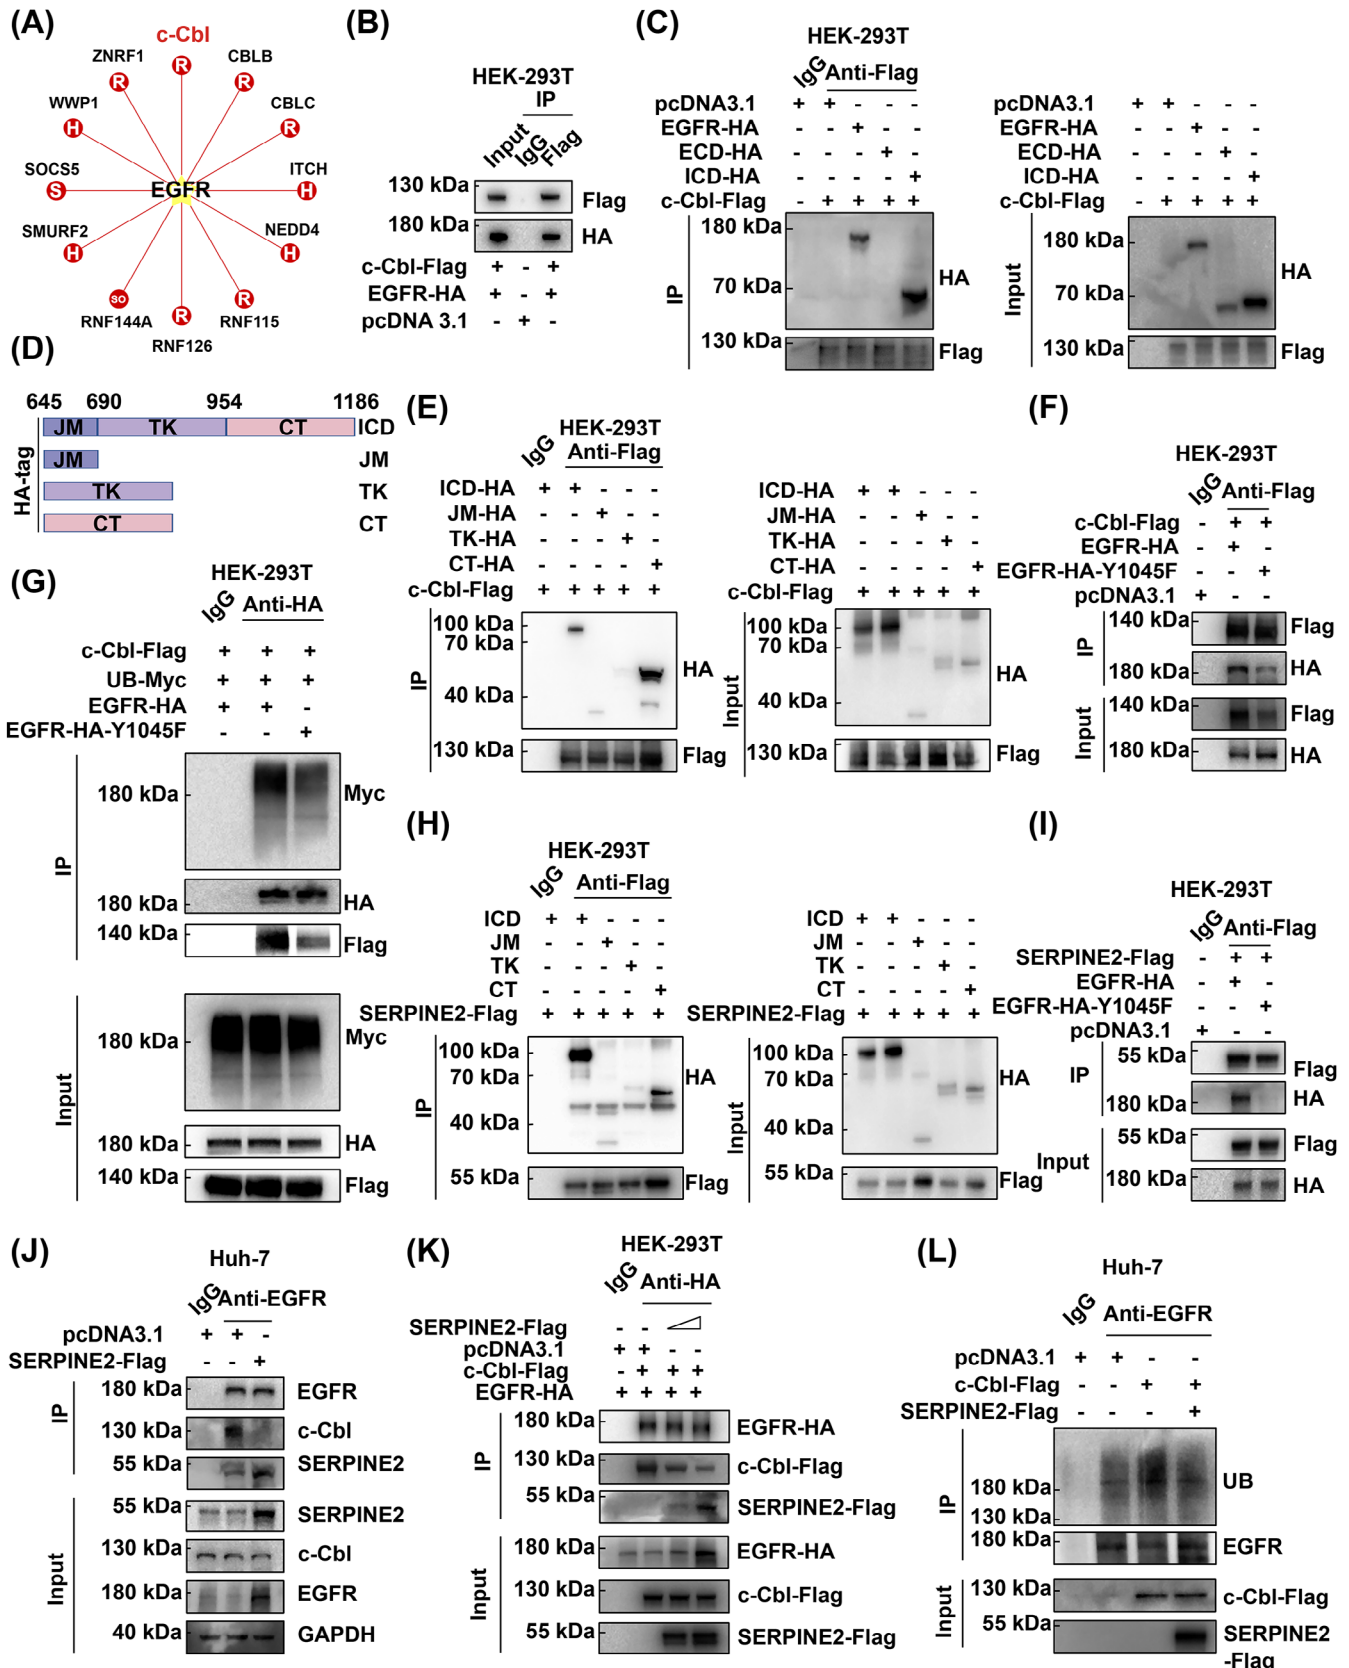 (A)
c-Cbl
ZNRF1
CBLB
R
R
R
WWP1
CBLC
H
R
SOCS5
ITCH
S
EGFR
H
SMURF2
NEDD4
H
H
SO
R
R
RNF144A
RNF115
RNF126
(B)
HEK-293T
IP
Input
IgG
Flag
130 kDa
Flag
180 kDa
HA
c-Cbl-Flag + - +
EGFR-HA + - +
pcDNA 3.1 - + -
(C)
HEK-293T
IgG
Anti-Flag
pcDNA3.1 + + - - -
EGFR-HA - - + - -
ECD-HA - - - + -
ICD-HA - - - - +
c-Cbl-Flag - + + + +
180 kDa
70 kDa
HA
IP
130 kDa
Flag
pcDNA3.1 + + - - -
EGFR-HA - - + - -
ECD-HA - - - + -
ICD-HA - - - - +
c-Cbl-Flag - + + + +
180 kDa
70 kDa
HA
Input
130 kDa
Flag
(D)
645 690 954 1186
JM TK CT ICD
JM JM
TK TK
CT CT
HA-tag
(E)
HEK-293T
IgG
Anti-Flag
ICD-HA + + - - -
JM-HA - - + - -
TK-HA - - - + -
CT-HA - - - - +
c-Cbl-Flag + + + + +
100 kDa
70 kDa
HA
40 kDa
IP
130 kDa
Flag
ICD-HA + + - - -
JM-HA - - + - -
TK-HA - - - + -
CT-HA - - - - +
c-Cbl-Flag + + + + +
100 kDa
70 kDa
HA
40 kDa
Input
130 kDa
Flag
(F)
HEK-293T
IgG
Anti-Flag
c-Cbl-Flag - + +
EGFR-HA - + -
EGFR-HA-Y1045F - - +
pcDNA3.1 + - -
IP
140 kDa
Flag
180 kDa
HA
Input
140 kDa
Flag
180 kDa
HA
(G)
HEK-293T
IgG
Anti-HA
c-Cbl-Flag + + +
UB-Myc + + +
EGFR-HA + + -
EGFR-HA-Y1045F - - +
IP
180 kDa
Myc
180 kDa
HA
140 kDa
Flag
Input
180 kDa
Myc
180 kDa
HA
140 kDa
Flag
(H)
HEK-293T
IgG
Anti-Flag
ICD + + - - -
JM - - + - -
TK - - - + -
CT - - - - +
SERPINE2-Flag + + + + +
100 kDa
70 kDa
HA
40 kDa
IP
55 kDa
Flag
ICD + + - - -
JM - - + - -
TK - - - + -
CT - - - - +
SERPINE2-Flag + + + + +
100 kDa
70 kDa
HA
40 kDa
Input
55 kDa
Flag
(I)
HEK-293T
IgG
Anti-Flag
SERPINE2-Flag - + +
EGFR-HA - + -
EGFR-HA-Y1045F - - +
pcDNA3.1 + - -
IP
55 kDa
Flag
180 kDa
HA
Input
55 kDa
Flag
180 kDa
HA
(J)
Huh-7
IgG
Anti-EGFR
pcDNA3.1 + + -
SERPINE2-Flag - - +
IP
180 kDa
EGFR
130 kDa
c-Cbl
55 kDa
SERPINE2
Input
55 kDa
SERPINE2
130 kDa
c-Cbl
180 kDa
EGFR
40 kDa
GAPDH
(K)
HEK-293T
IgG
Anti-HA
SERPINE2-Flag - -
pcDNA3.1 + + - -
c-Cbl-Flag - + + +
EGFR-HA + + + +
IP
180 kDa
EGFR-HA
130 kDa
c-Cbl-Flag
55 kDa
SERPINE2-Flag
Input
180 kDa
EGFR-HA
130 kDa
c-Cbl-Flag
55 kDa
SERPINE2-Flag
(L)
Huh-7
IgG
Anti-EGFR
pcDNA3.1 + + - -
c-Cbl-Flag - - + +
SERPINE2-Flag - - - +
IP
UB
180 kDa
130 kDa
180 kDa
EGFR
Input
130 kDa
c-Cbl-Flag
55 kDa
SERPINE2
-Flag